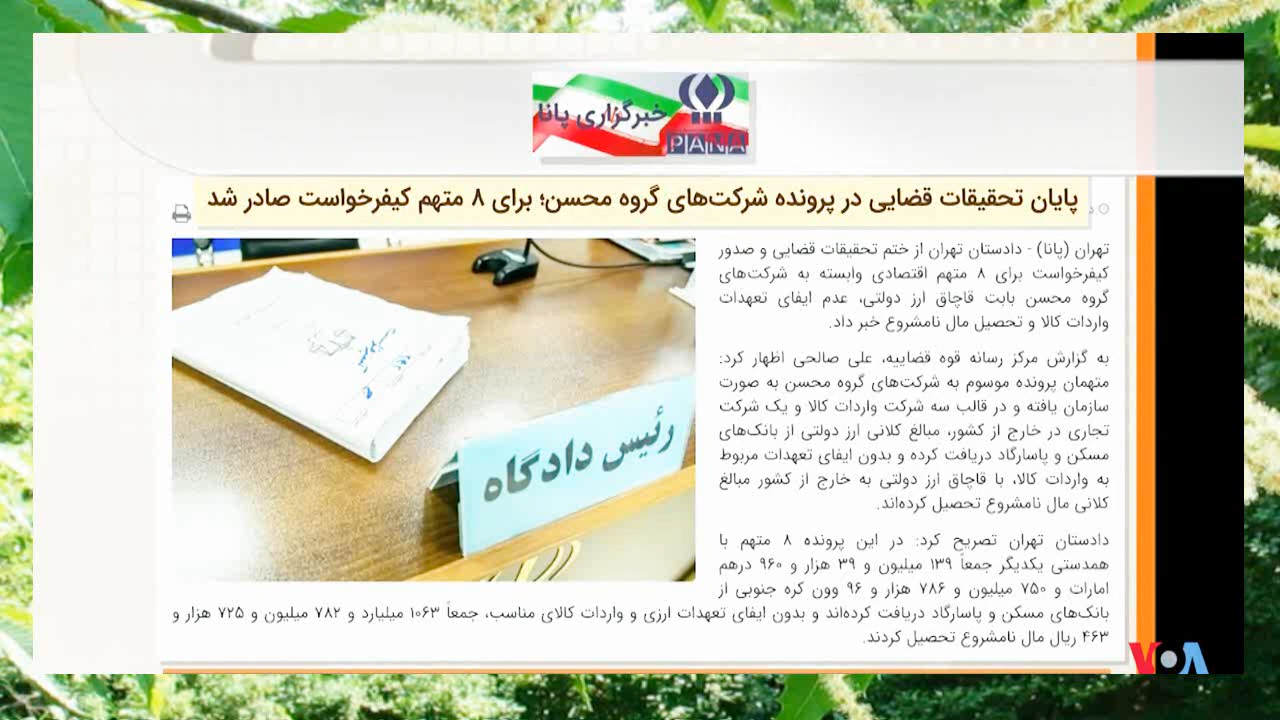 خبرگزاری پانا
PANA
پایان تحقیقات قضایی در پرونده شرکت‌های گروه محسن؛ برای ۸ متهم کیفرخواست صادر شد
تهران (پانا) - دادستان تهران از ختم تحقیقات قضایی و صدور
کیفرخواست برای ۸ متهم اقتصادی وابسته به شرکت‌های
گروه محسن بابت قاچاق ارز دولتی، عدم ایفای تعهدات
واردات کالا و تحصیل مال نامشروع خبر داد.
به گزارش مرکز رسانه قوه قضاییه، علی صالحی اظهار کرد:
متهمان پرونده موسوم به شرکت‌های گروه محسن به صورت
سازمان یافته و در قالب سه شرکت واردات کالا و یک شرکت
تجاری در خارج از کشور، مبالغ کلانی ارز دولتی از بانک‌های
مسکن و پاسارگاد دریافت کرده و بدون ایفای تعهدات مربوط
به واردات کالا، با قاچاق ارز دولتی به خارج از کشور مبالغ
کلانی مال نامشروع تحصیل کرده‌اند.
دادستان تهران تصریح کرد: در این پرونده ۸ متهم با
همدستی یکدیگر جمعاً ۱۳۹ میلیون و ۳۹ هزار و ۹۶۰ درهم
امارات و ۷۵۰ میلیون و ۷۸۶ هزار و ۹۶ وون کره جنوبی از
بانک‌های مسکن و پاسارگاد دریافت کرده‌اند و بدون ایفای تعهدات ارزی و واردات کالای مناسب، جمعاً ۱۰۶۳ میلیارد و ۷۸۲ میلیون و ۷۲۵ هزار و
۴۶۳ ریال مال نامشروع تحصیل کردند.
رئیس دادگاه
VOA